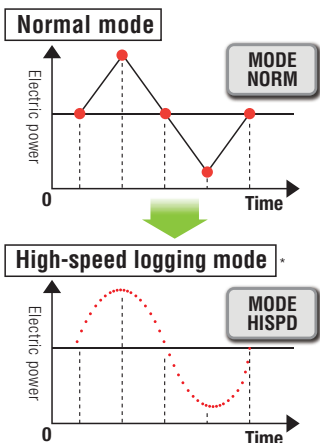 Normal mode
MODE
NORM
Electric power
0
Time
High-speed logging mode *
MODE
HISPD
Electric power
0
Time